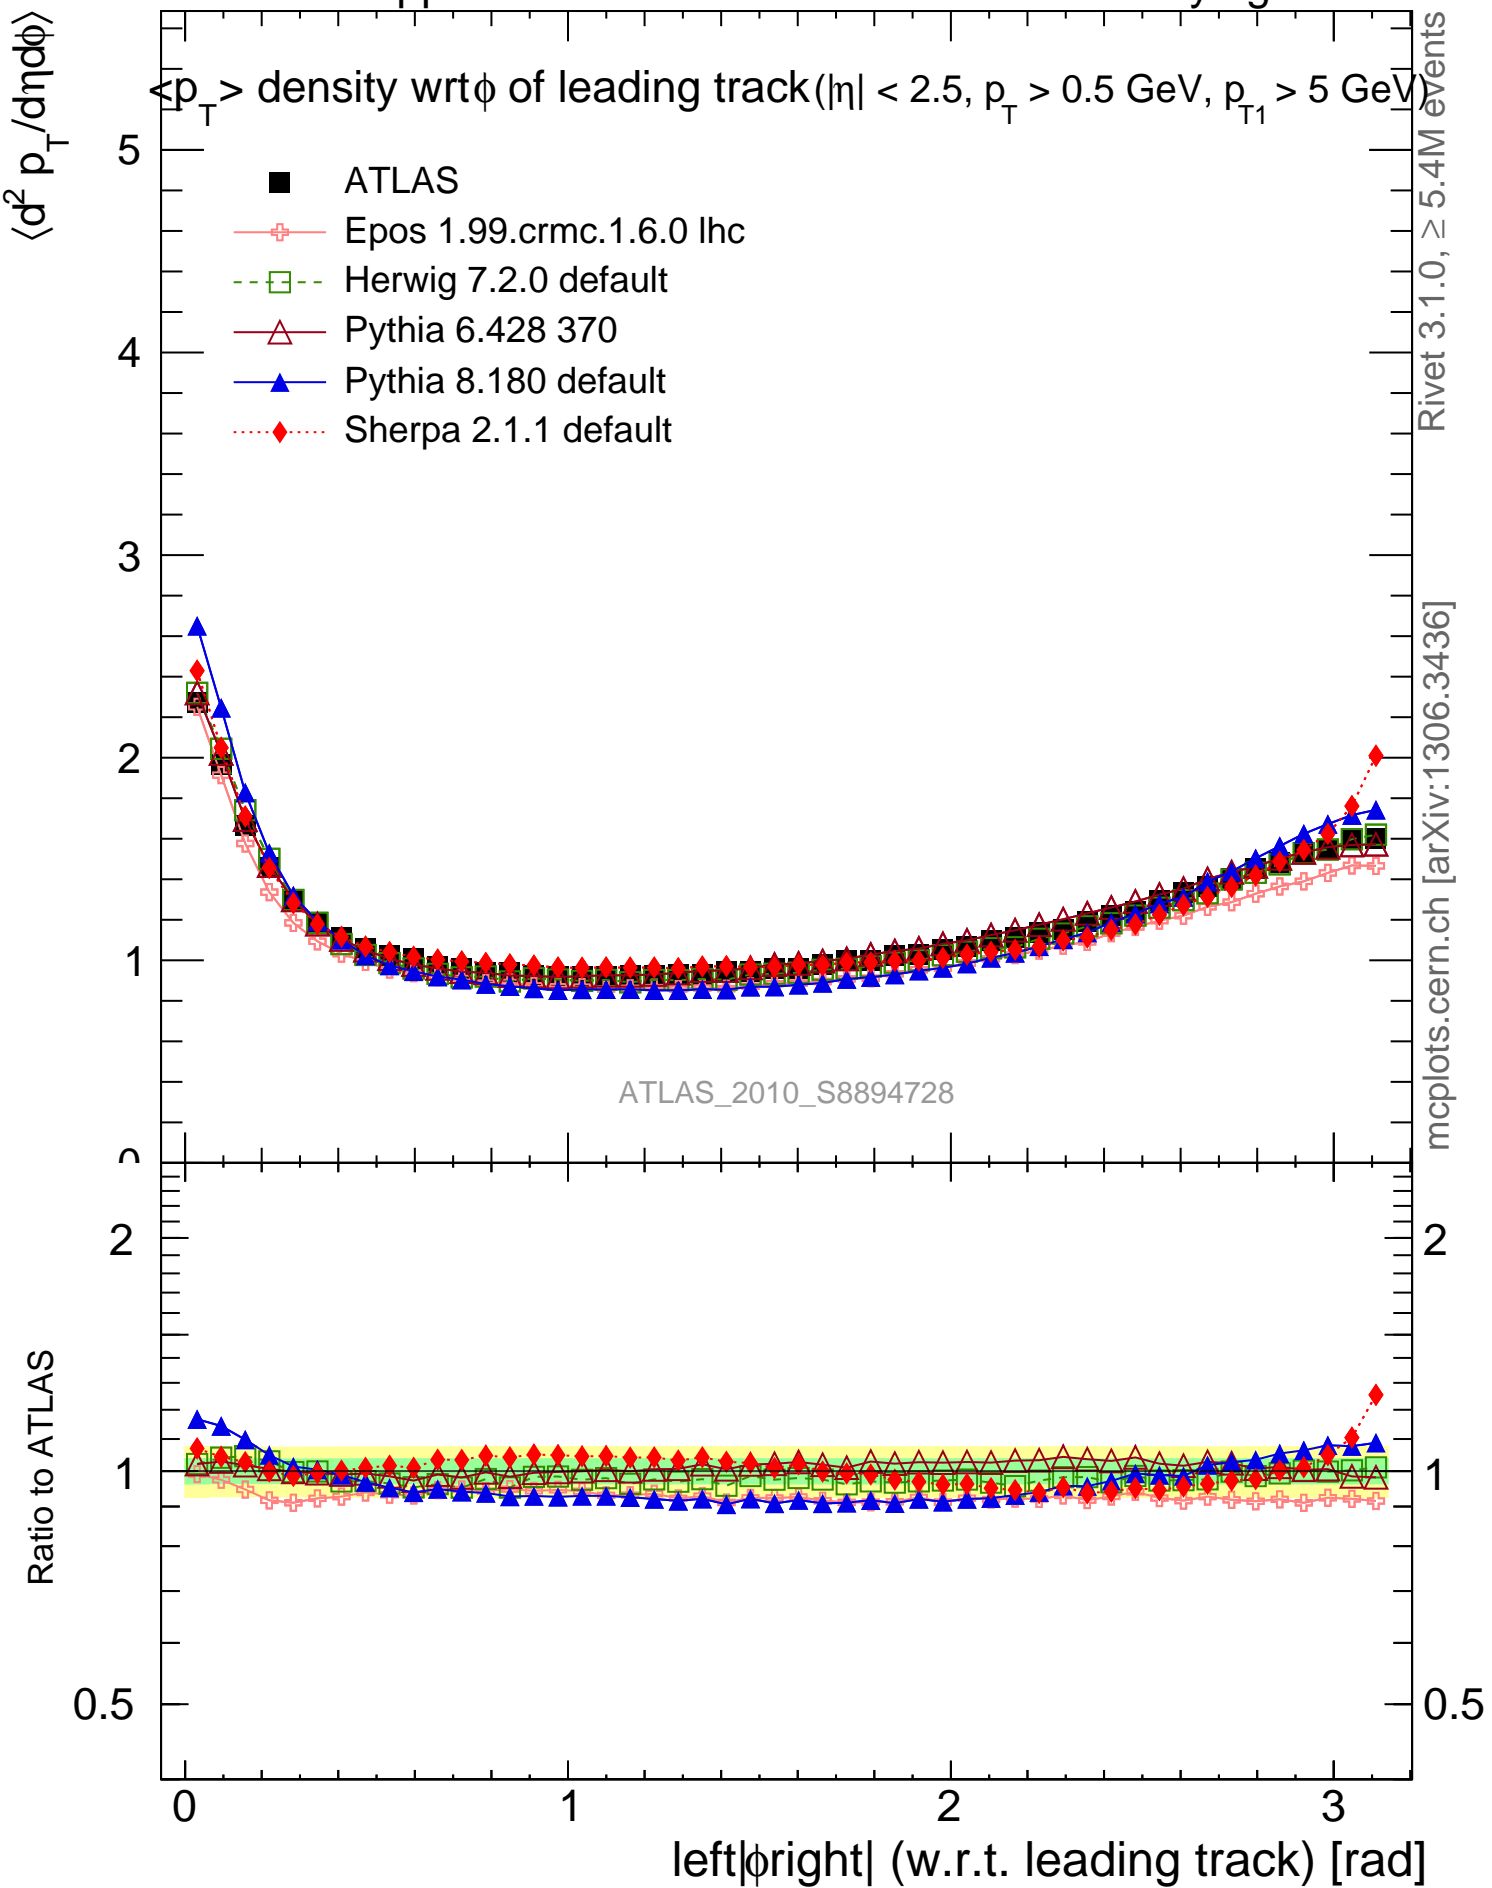 <p_T> density wrt ϕ of leading track (|η| < 2.5, p_T > 0.5 GeV, p_T1 > 5 GeV)
⟨d² p_T/dηdϕ⟩
5
4
3
2
1
0
ATLAS
Epos 1.99.crmc.1.6.0 lhc
Herwig 7.2.0 default
Pythia 6.428 370
Pythia 8.180 default
Sherpa 2.1.1 default
ATLAS_2010_S8894728
Rivet 3.1.0, ≥ 5.4M events
mcplots.cern.ch [arXiv:1306.3436]
Ratio to ATLAS
2
1
0.5
2
1
0.5
0
1
2
3
left|ϕright| (w.r.t. leading track) [rad]